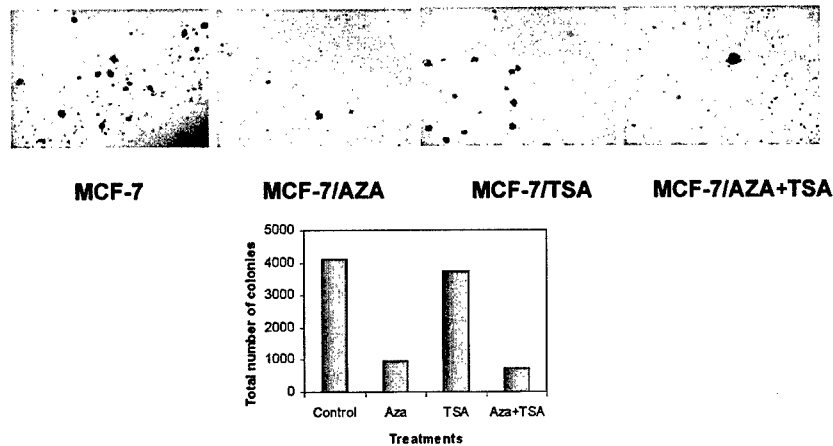 MCF-7 MCF-7/AZA MCF-7/TSA MCF-7/AZA+TSA
Total number of colonies
5000
4000
3000
2000
1000
0
Control Aza TSA Aza+TSA
Treatments